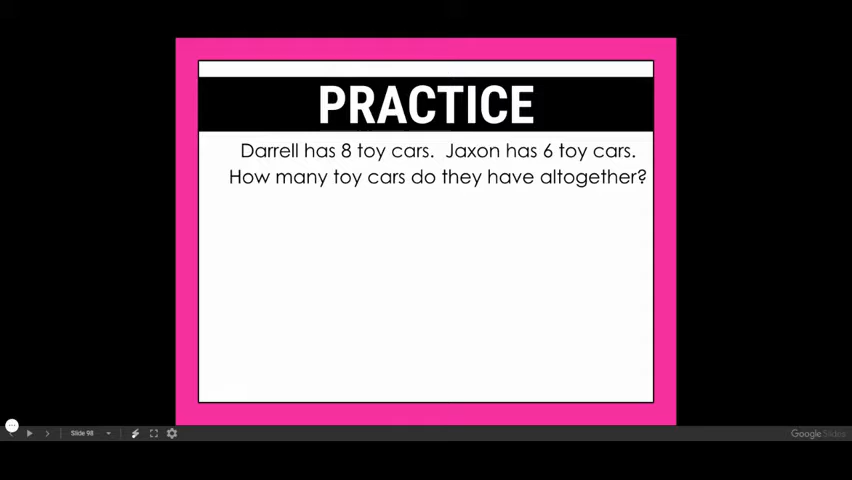 PRACTICE
Darrell has 8 toy cars. Jaxon has 6 toy cars.
How many toy cars do they have altogether?
Slide 98
Google Slides